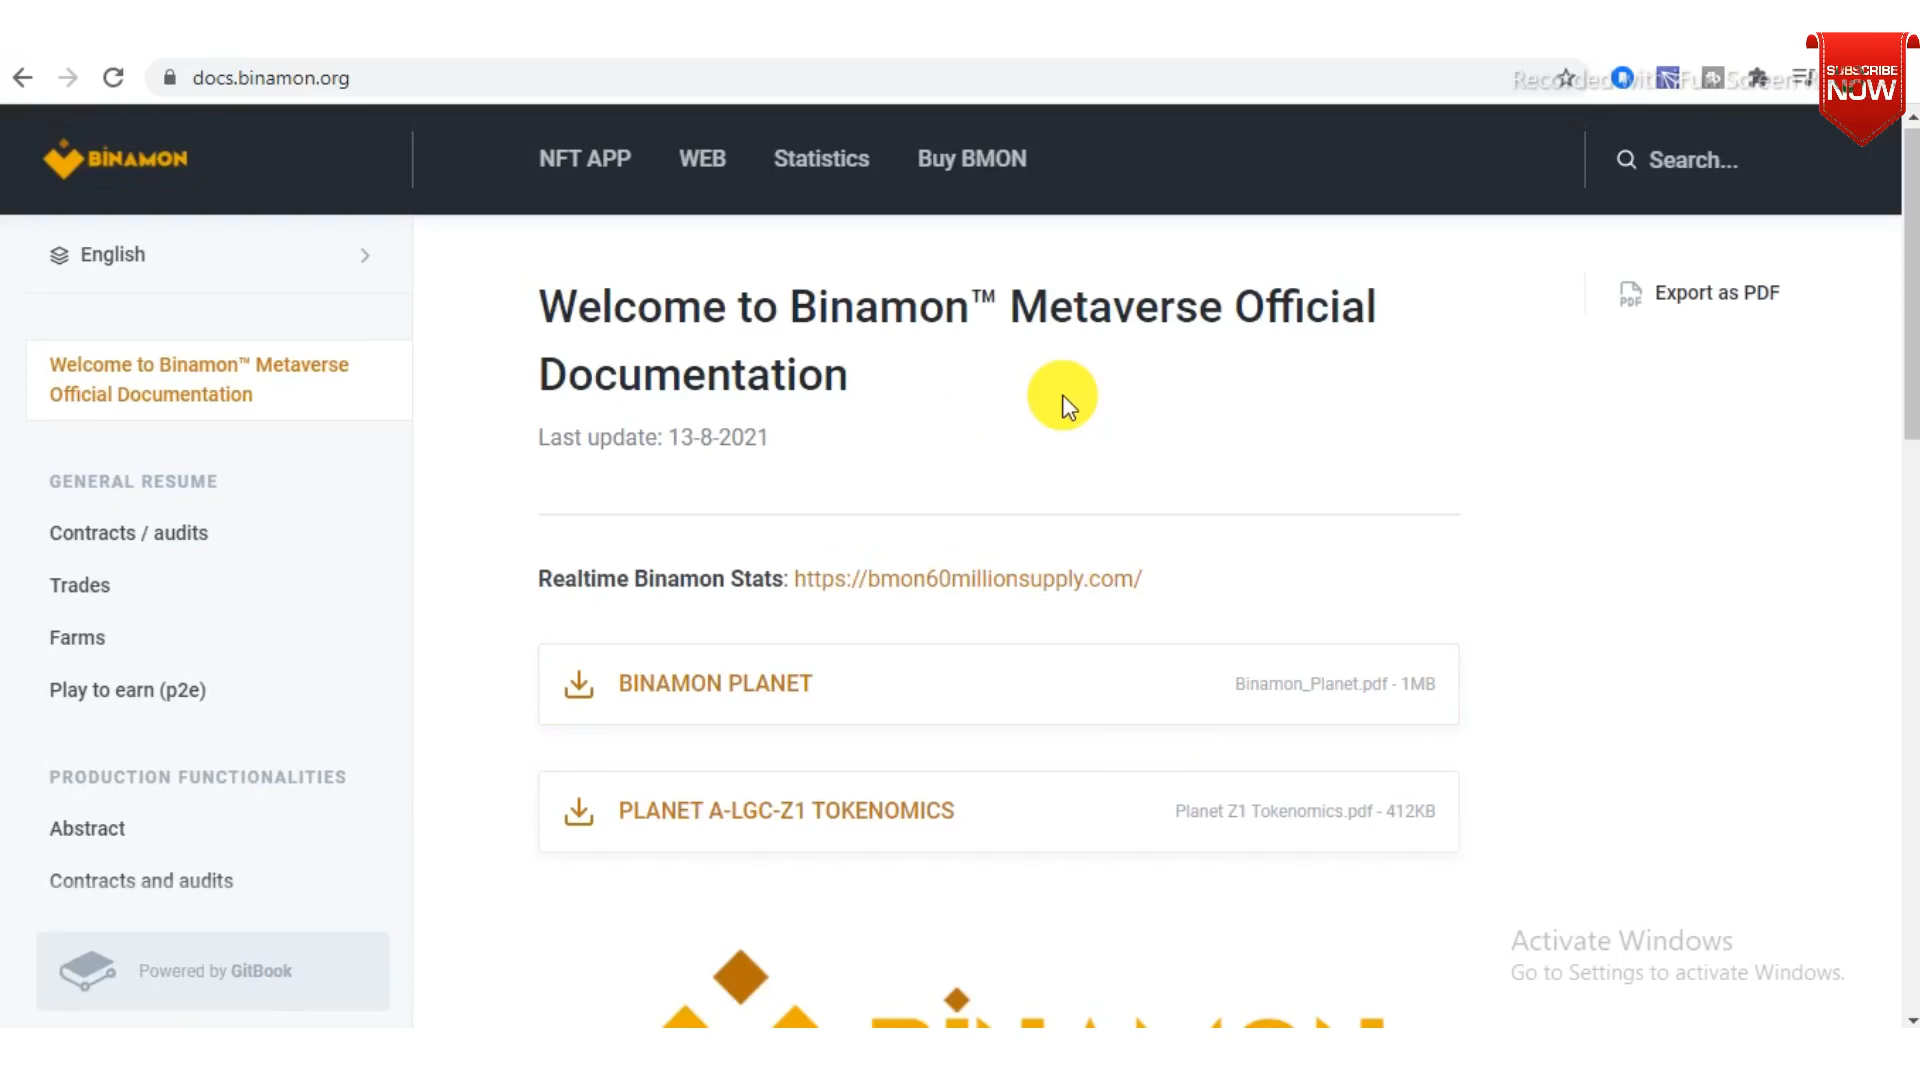 docs.binamon.org
SUBSCRIBE
NOW
BINAMON
NFT APP
WEB
Statistics
Buy BMON
Search...
English
Export as PDF
Welcome to Binamon™ Metaverse Official
Documentation
Welcome to Binamon™ Metaverse
Official Documentation
Last update: 13-8-2021
GENERAL RESUME
Contracts / audits
Trades
Farms
Play to earn (p2e)
Realtime Binamon Stats: https://bmon60millionsupply.com/
BINAMON PLANET
Binamon_Planet.pdf - 1MB
PLANET A-LGC-Z1 TOKENOMICS
Planet Z1 Tokenomics.pdf - 412KB
PRODUCTION FUNCTIONALITIES
Abstract
Contracts and audits
Powered by GitBook
Activate Windows
Go to Settings to activate Windows.